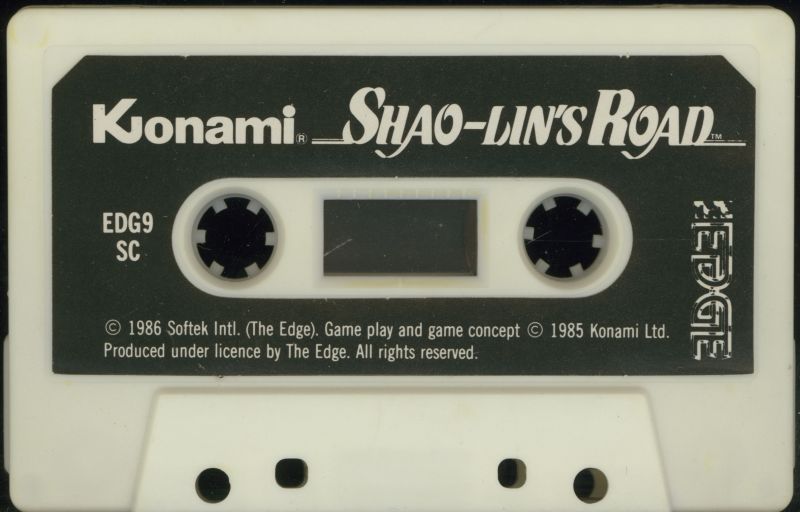 Konami® SHAO-LIN'S ROAD™
EDG9
SC
THE EDGE
© 1986 Softek Intl. (The Edge). Game play and game concept © 1985 Konami Ltd.
Produced under licence by The Edge. All rights reserved.